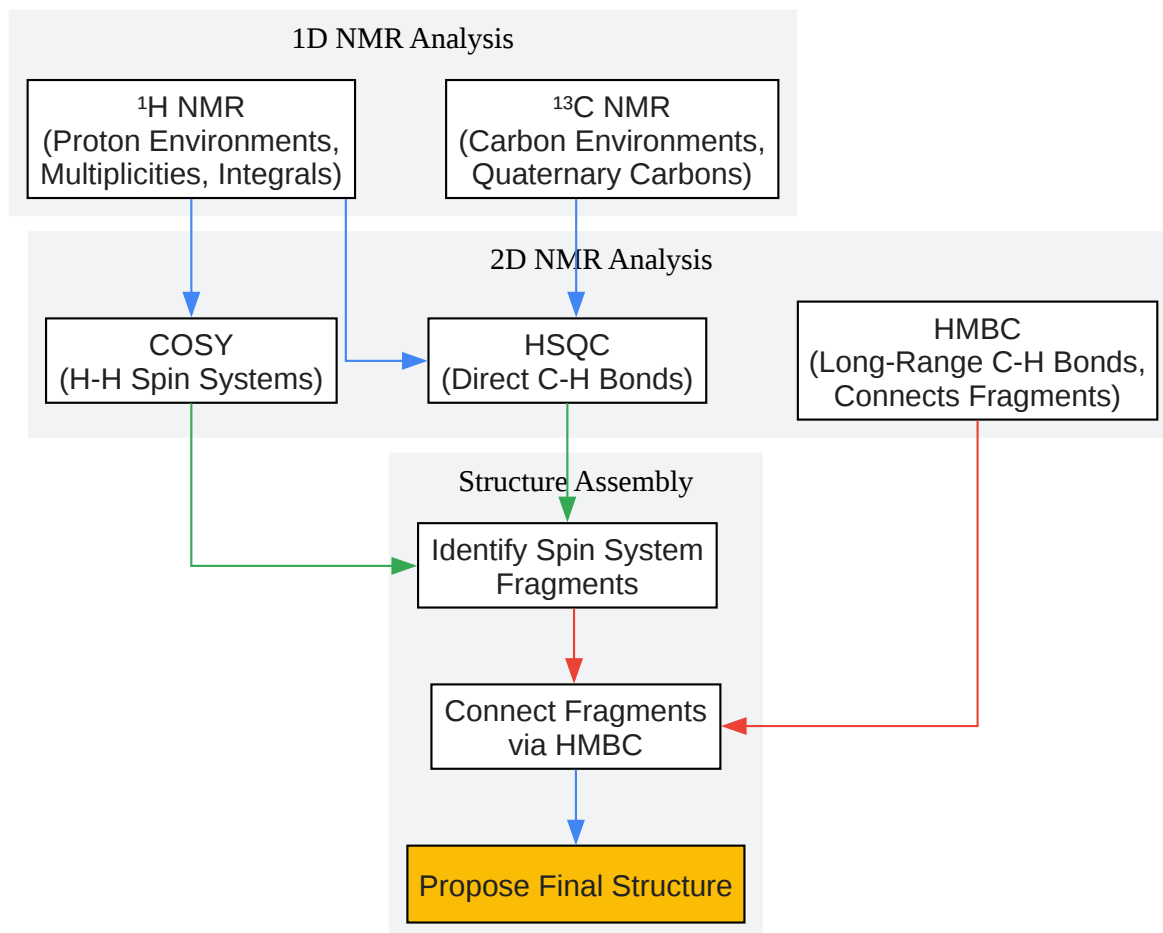 1D NMR Analysis
¹H NMR
(Proton Environments,
Multiplicities, Integrals)
¹³C NMR
(Carbon Environments,
Quaternary Carbons)
2D NMR Analysis
COSY
(H-H Spin Systems)
HSQC
(Direct C-H Bonds)
HMBC
(Long-Range C-H Bonds,
Connects Fragments)
Structure Assembly
Identify Spin System
Fragments
Connect Fragments
via HMBC
Propose Final Structure